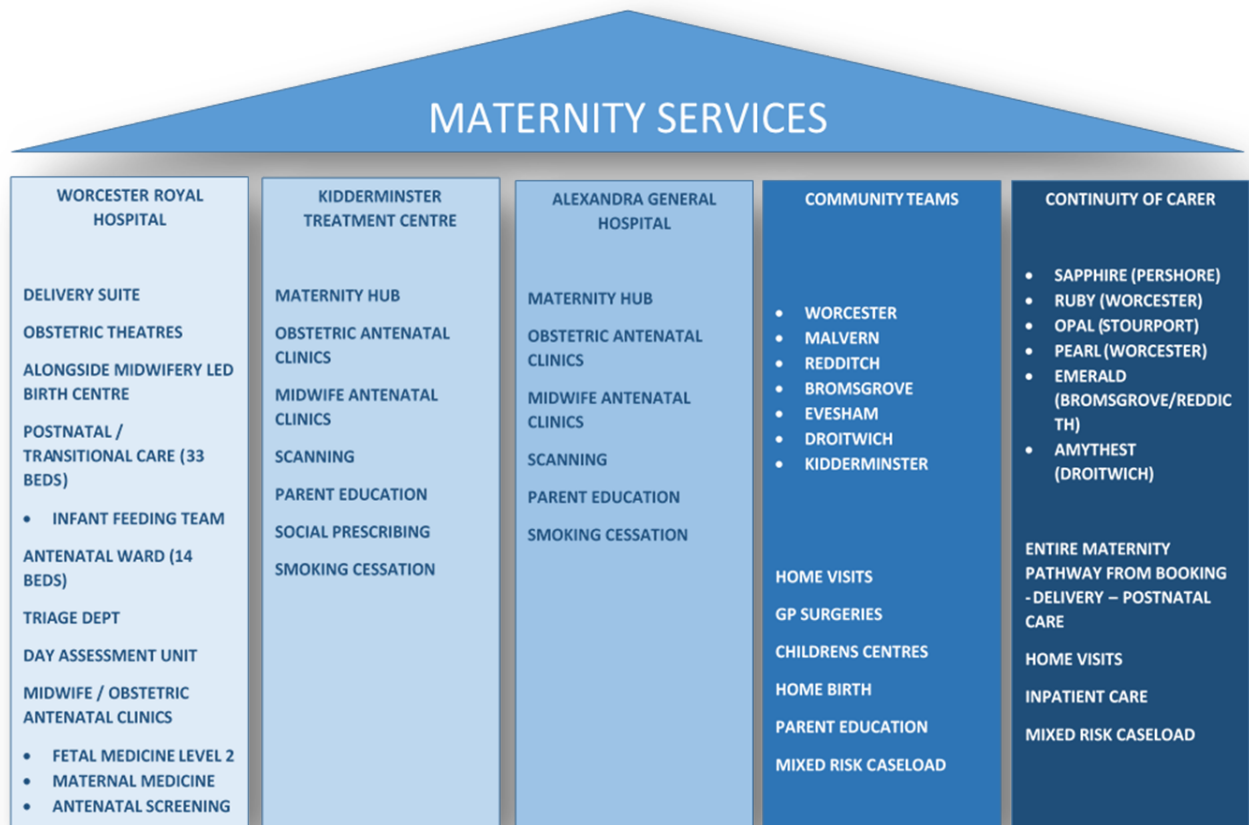 MATERNITY SERVICES
WORCESTER ROYAL
HOSPITAL
DELIVERY SUITE
OBSTETRIC THEATRES
ALONGSIDE MIDWIFERY LED
BIRTH CENTRE
POSTNATAL /
TRANSITIONAL CARE (33
BEDS)
• INFANT FEEDING TEAM
ANTENATAL WARD (14
BEDS)
TRIAGE DEPT
DAY ASSESSMENT UNIT
MIDWIFE / OBSTETRIC
ANTENATAL CLINICS
• FETAL MEDICINE LEVEL 2
• MATERNAL MEDICINE
• ANTENATAL SCREENING
KIDDERMINSTER
TREATMENT CENTRE
MATERNITY HUB
OBSTETRIC ANTENATAL
CLINICS
MIDWIFE ANTENATAL
CLINICS
SCANNING
PARENT EDUCATION
SOCIAL PRESCRIBING
SMOKING CESSATION
ALEXANDRA GENERAL
HOSPITAL
MATERNITY HUB
OBSTETRIC ANTENATAL
CLINICS
MIDWIFE ANTENATAL
CLINICS
SCANNING
PARENT EDUCATION
SMOKING CESSATION
COMMUNITY TEAMS
• WORCESTER
• MALVERN
• REDDITCH
• BROMSGROVE
• EVESHAM
• DROITWICH
• KIDDERMINSTER
HOME VISITS
GP SURGERIES
CHILDRENS CENTRES
HOME BIRTH
PARENT EDUCATION
MIXED RISK CASELOAD
CONTINUITY OF CARER
• SAPPHIRE (PERSHORE)
• RUBY (WORCESTER)
• OPAL (STOURPORT)
• PEARL (WORCESTER)
• EMERALD
(BROMSGROVE/REDDIC
TH)
• AMYTHEST
(DROITWICH)
ENTIRE MATERNITY
PATHWAY FROM BOOKING
- DELIVERY – POSTNATAL
CARE
HOME VISITS
INPATIENT CARE
MIXED RISK CASELOAD